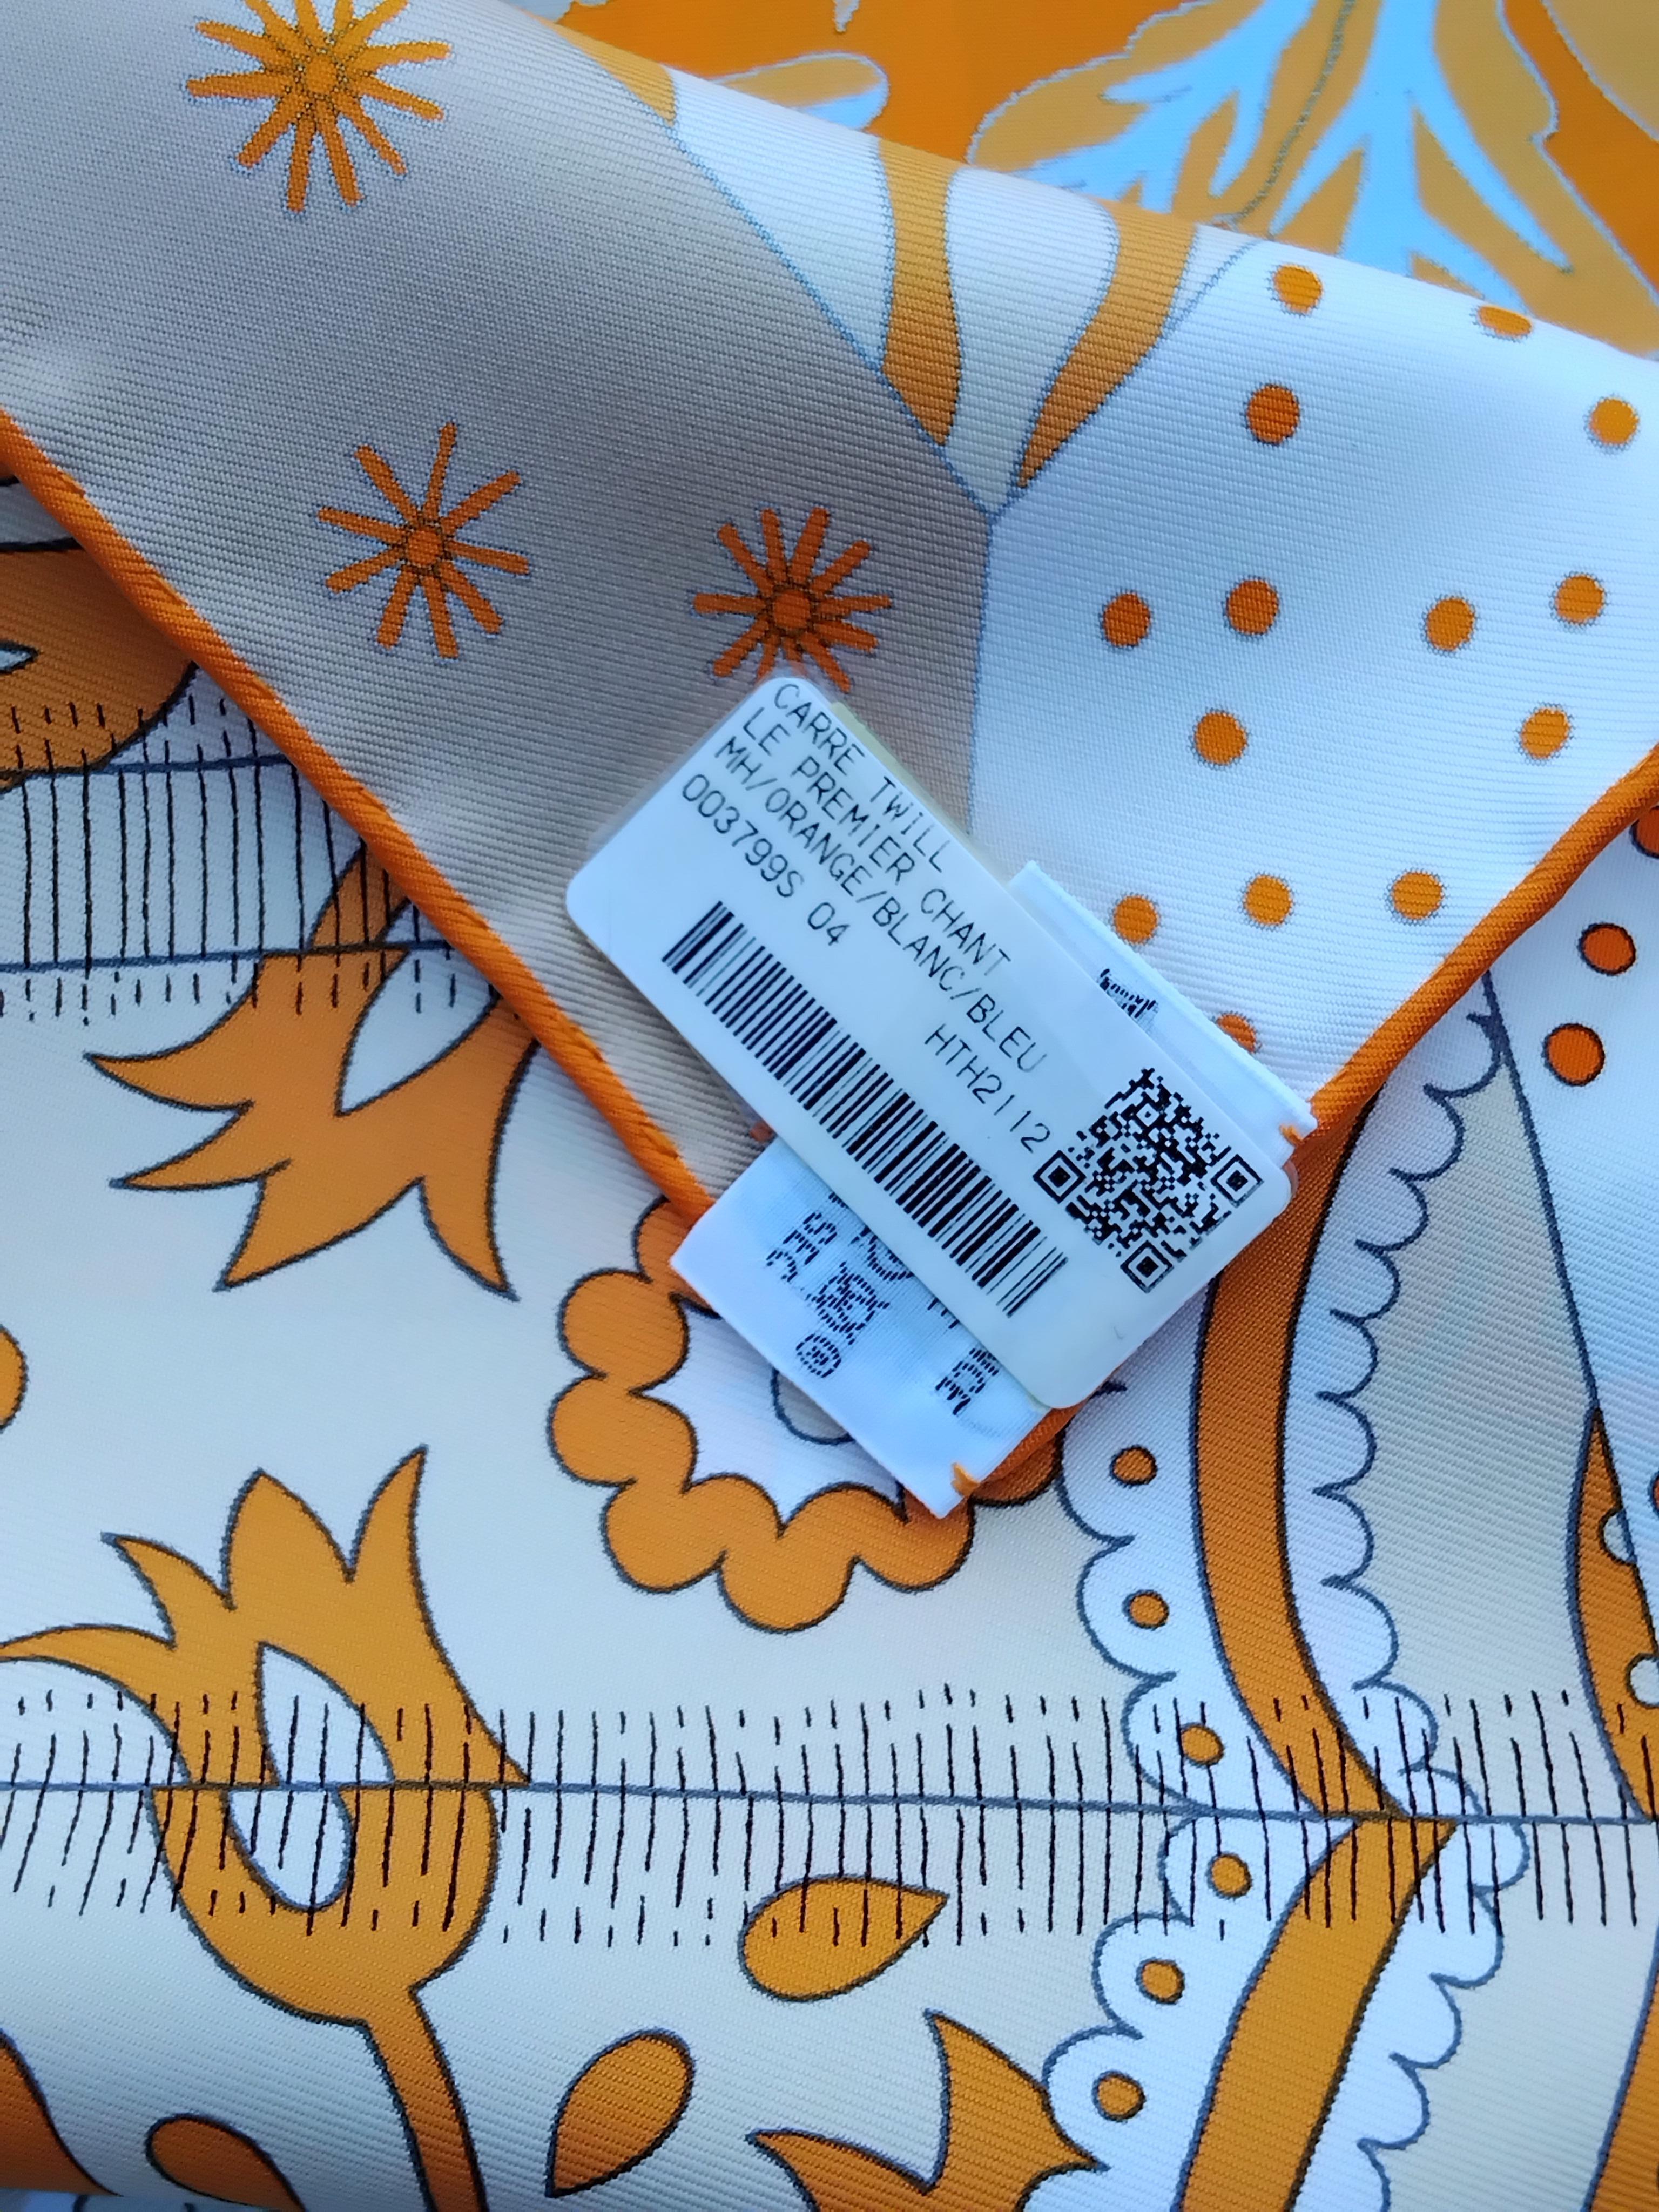 CARRE TWILL
LE PREMIER CHANT
MH/ORANGE/BLANC/BLEU
003799S 04
HTH2112